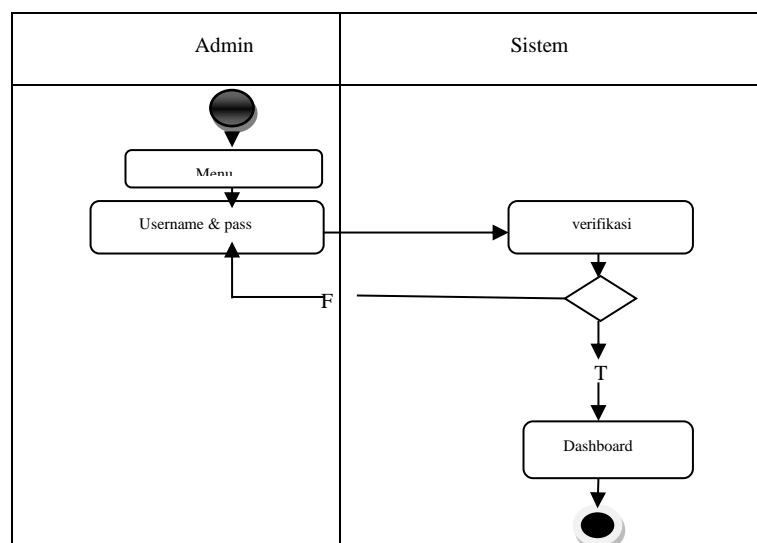 Admin
Sistem
Menu
Username & pass
verifikasi
F
T
Dashboard